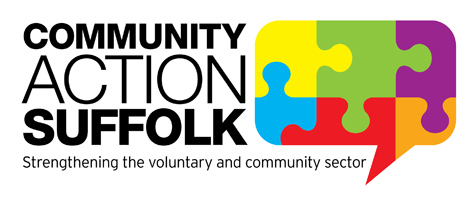 COMMUNITY
ACTION
SUFFOLK
Strengthening the voluntary and community sector